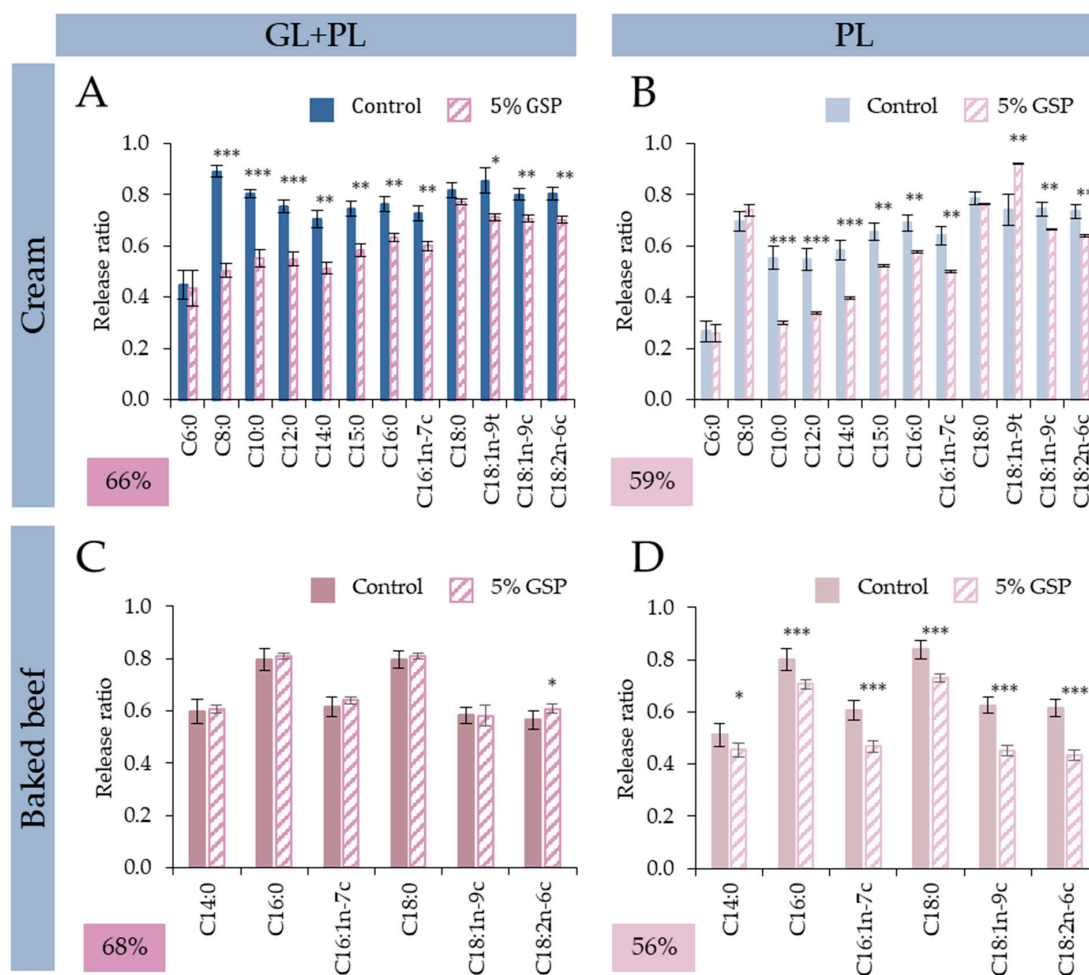 GL+PL
PL
Cream
A
Control
5% GSP
Release ratio
1.0
0.8
0.6
0.4
0.2
0.0
***
***
***
**
**
**
**
*
**
**
C6:0
C8:0
C10:0
C12:0
C14:0
C15:0
C16:0
C16:1n-7c
C18:0
C18:1n-9t
C18:1n-9c
C18:2n-6c
66%
B
Control
5% GSP
Release ratio
1.0
0.8
0.6
0.4
0.2
0.0
***
***
***
**
**
**
**
**
**
C6:0
C8:0
C10:0
C12:0
C14:0
C15:0
C16:0
C16:1n-7c
C18:0
C18:1n-9t
C18:1n-9c
C18:2n-6c
59%
Baked beef
C
Control
5% GSP
Release ratio
1.0
0.8
0.6
0.4
0.2
0.0
*
C14:0
C16:0
C16:1n-7c
C18:0
C18:1n-9c
C18:2n-6c
68%
D
Control
5% GSP
Release ratio
1.0
0.8
0.6
0.4
0.2
0.0
*
***
***
***
***
***
C14:0
C16:0
C16:1n-7c
C18:0
C18:1n-9c
C18:2n-6c
56%